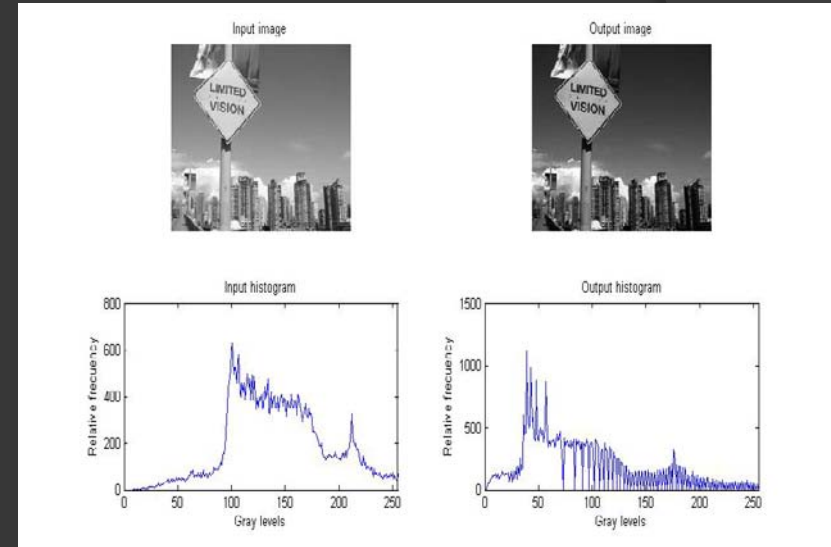 Input image
LIMITED
VISION
Output image
LIMITED
VISION
Input histogram
800
600
400
200
0
0 50 100 150 200 250
Relative frecuency
Gray levels
Output histogram
1500
1000
500
0
0 50 100 150 200 250
Relative frecuency
Gray levels